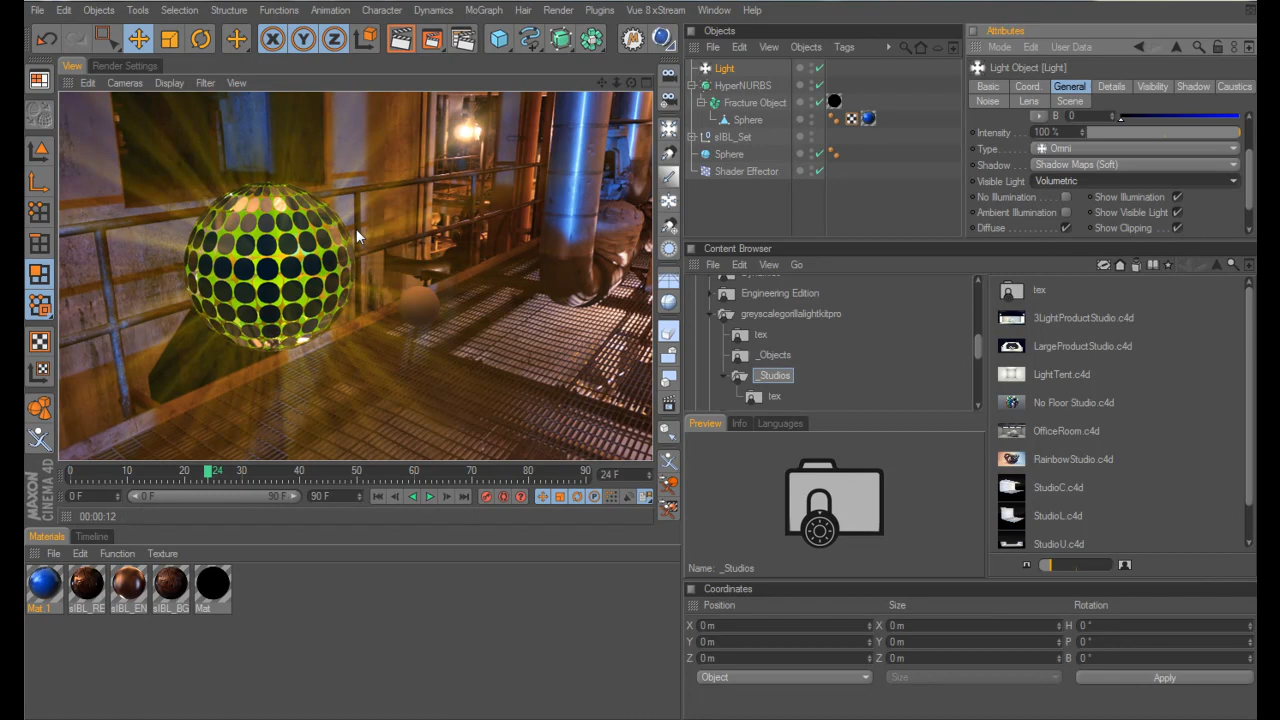 File Edit Objects Tools Selection Structure Functions Animation Character Dynamics MoGraph Hair Render Plugins Vue 8 xStream Window Help
X Y Z
View Render Settings
Edit Cameras Display Filter View
0 10 20 24 30 40 50 60 70 80 90 24 F
0 F 0 F 90 F 90 F
P
00:00:12
MAXON CINEMA 4D
Materials Timeline
File Edit Function Texture
Mat.1 sIBL_RE sIBL_EN sIBL_BG Mat
Objects
File Edit View Objects Tags
Light
HyperNURBS
Fracture Object
Sphere
sIBL_Set
Sphere
Shader Effector
Attributes
Mode Edit User Data
Light Object [Light]
Basic Coord. General Details Visibility Shadow Caustics
Noise Lens Scene
B 0
Intensity 100 %
Type Omni
Shadow Shadow Maps (Soft)
Visible Light Volumetric
No Illumination Show Illumination
Ambient Illumination Show Visible Light
Diffuse Show Clipping
Content Browser
File Edit View Go
Engineering Edition
greyscalegorillalightkitpro
tex
_Objects
_Studios
tex
tex
3LightProductStudio.c4d
LargeProductStudio.c4d
LightTent.c4d
No Floor Studio.c4d
OfficeRoom.c4d
RainbowStudio.c4d
StudioC.c4d
StudioL.c4d
StudioU.c4d
Preview Info Languages
Name: _Studios
Coordinates
Position Size Rotation
X 0 m X 0 m H 0 °
Y 0 m Y 0 m P 0 °
Z 0 m Z 0 m B 0 °
Object Size Apply